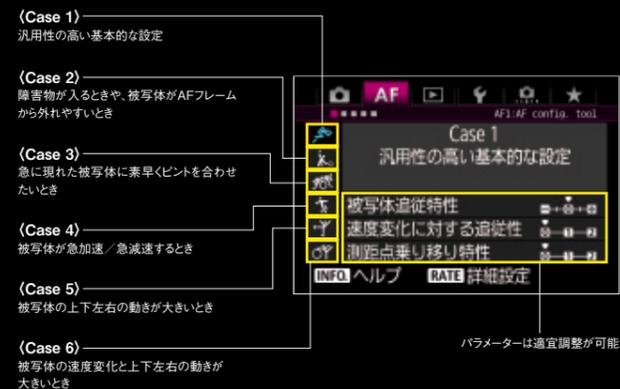 〈Case 1〉
汎用性の高い基本的な設定
〈Case 2〉
障害物が入るときや、被写体がAFフレーム
から外れやすいとき
〈Case 3〉
急に現れた被写体に素早くピントを合わせ
たいとき
〈Case 4〉
被写体が急加速／急減速するとき
〈Case 5〉
被写体の上下左右の動きが大きいとき
〈Case 6〉
被写体の速度変化と上下左右の動きが
大きいとき
AF
AF1:AF config. tool
Case 1
汎用性の高い基本的な設定
被写体追従特性
速度変化に対する追従性 0 1 2
測距点乗り移り特性 0 1 2
INFO. ヘルプ RATE 詳細設定
パラメーターは適宜調整が可能